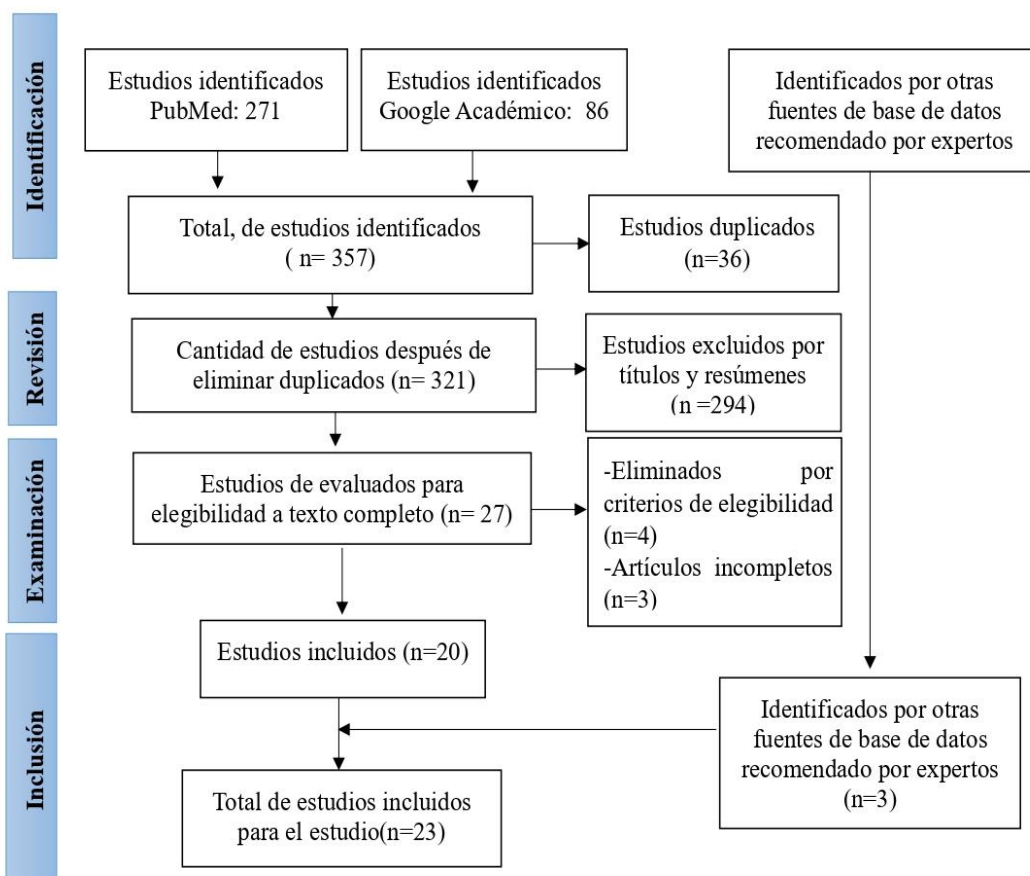 Identificación
Estudios identificados
PubMed: 271
Estudios identificados
Google Académico: 86
Identificados por otras
fuentes de base de datos
recomendado por expertos
Total, de estudios identificados
( n= 357)
Estudios duplicados
(n=36)
Revisión
Cantidad de estudios después de
eliminar duplicados (n= 321)
Estudios excluidos por
títulos y resúmenes
(n =294)
Examinación
Estudios de evaluados para
elegibilidad a texto completo (n= 27)
-Eliminados por
criterios de elegibilidad
(n=4)
-Artículos incompletos
(n=3)
Inclusión
Estudios incluidos (n=20)
Identificados por otras
fuentes de base de datos
recomendado por expertos
(n=3)
Total de estudios incluidos
para el estudio(n=23)